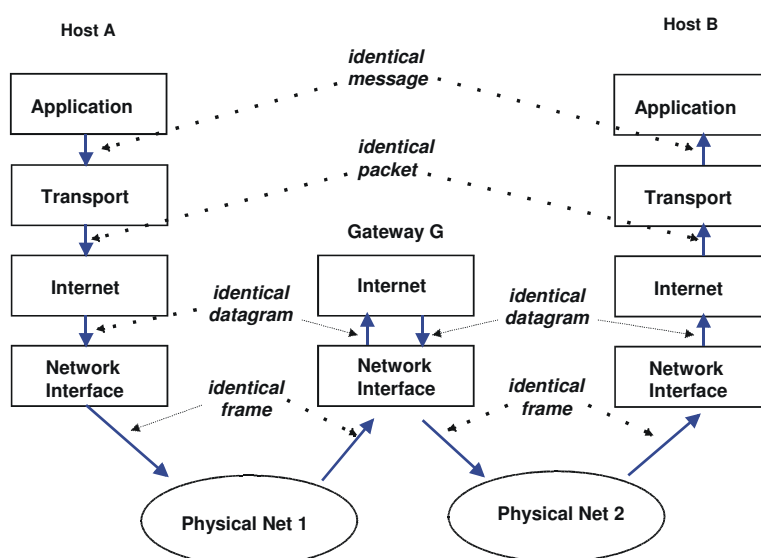 Host A
Host B
identical
message
Application
Application
identical
packet
Transport
Transport
Gateway G
Internet
identical
datagram
Internet
identical
datagram
Internet
Network
Interface
identical
frame
Network
Interface
identical
frame
Network
Interface
Physical Net 1
Physical Net 2